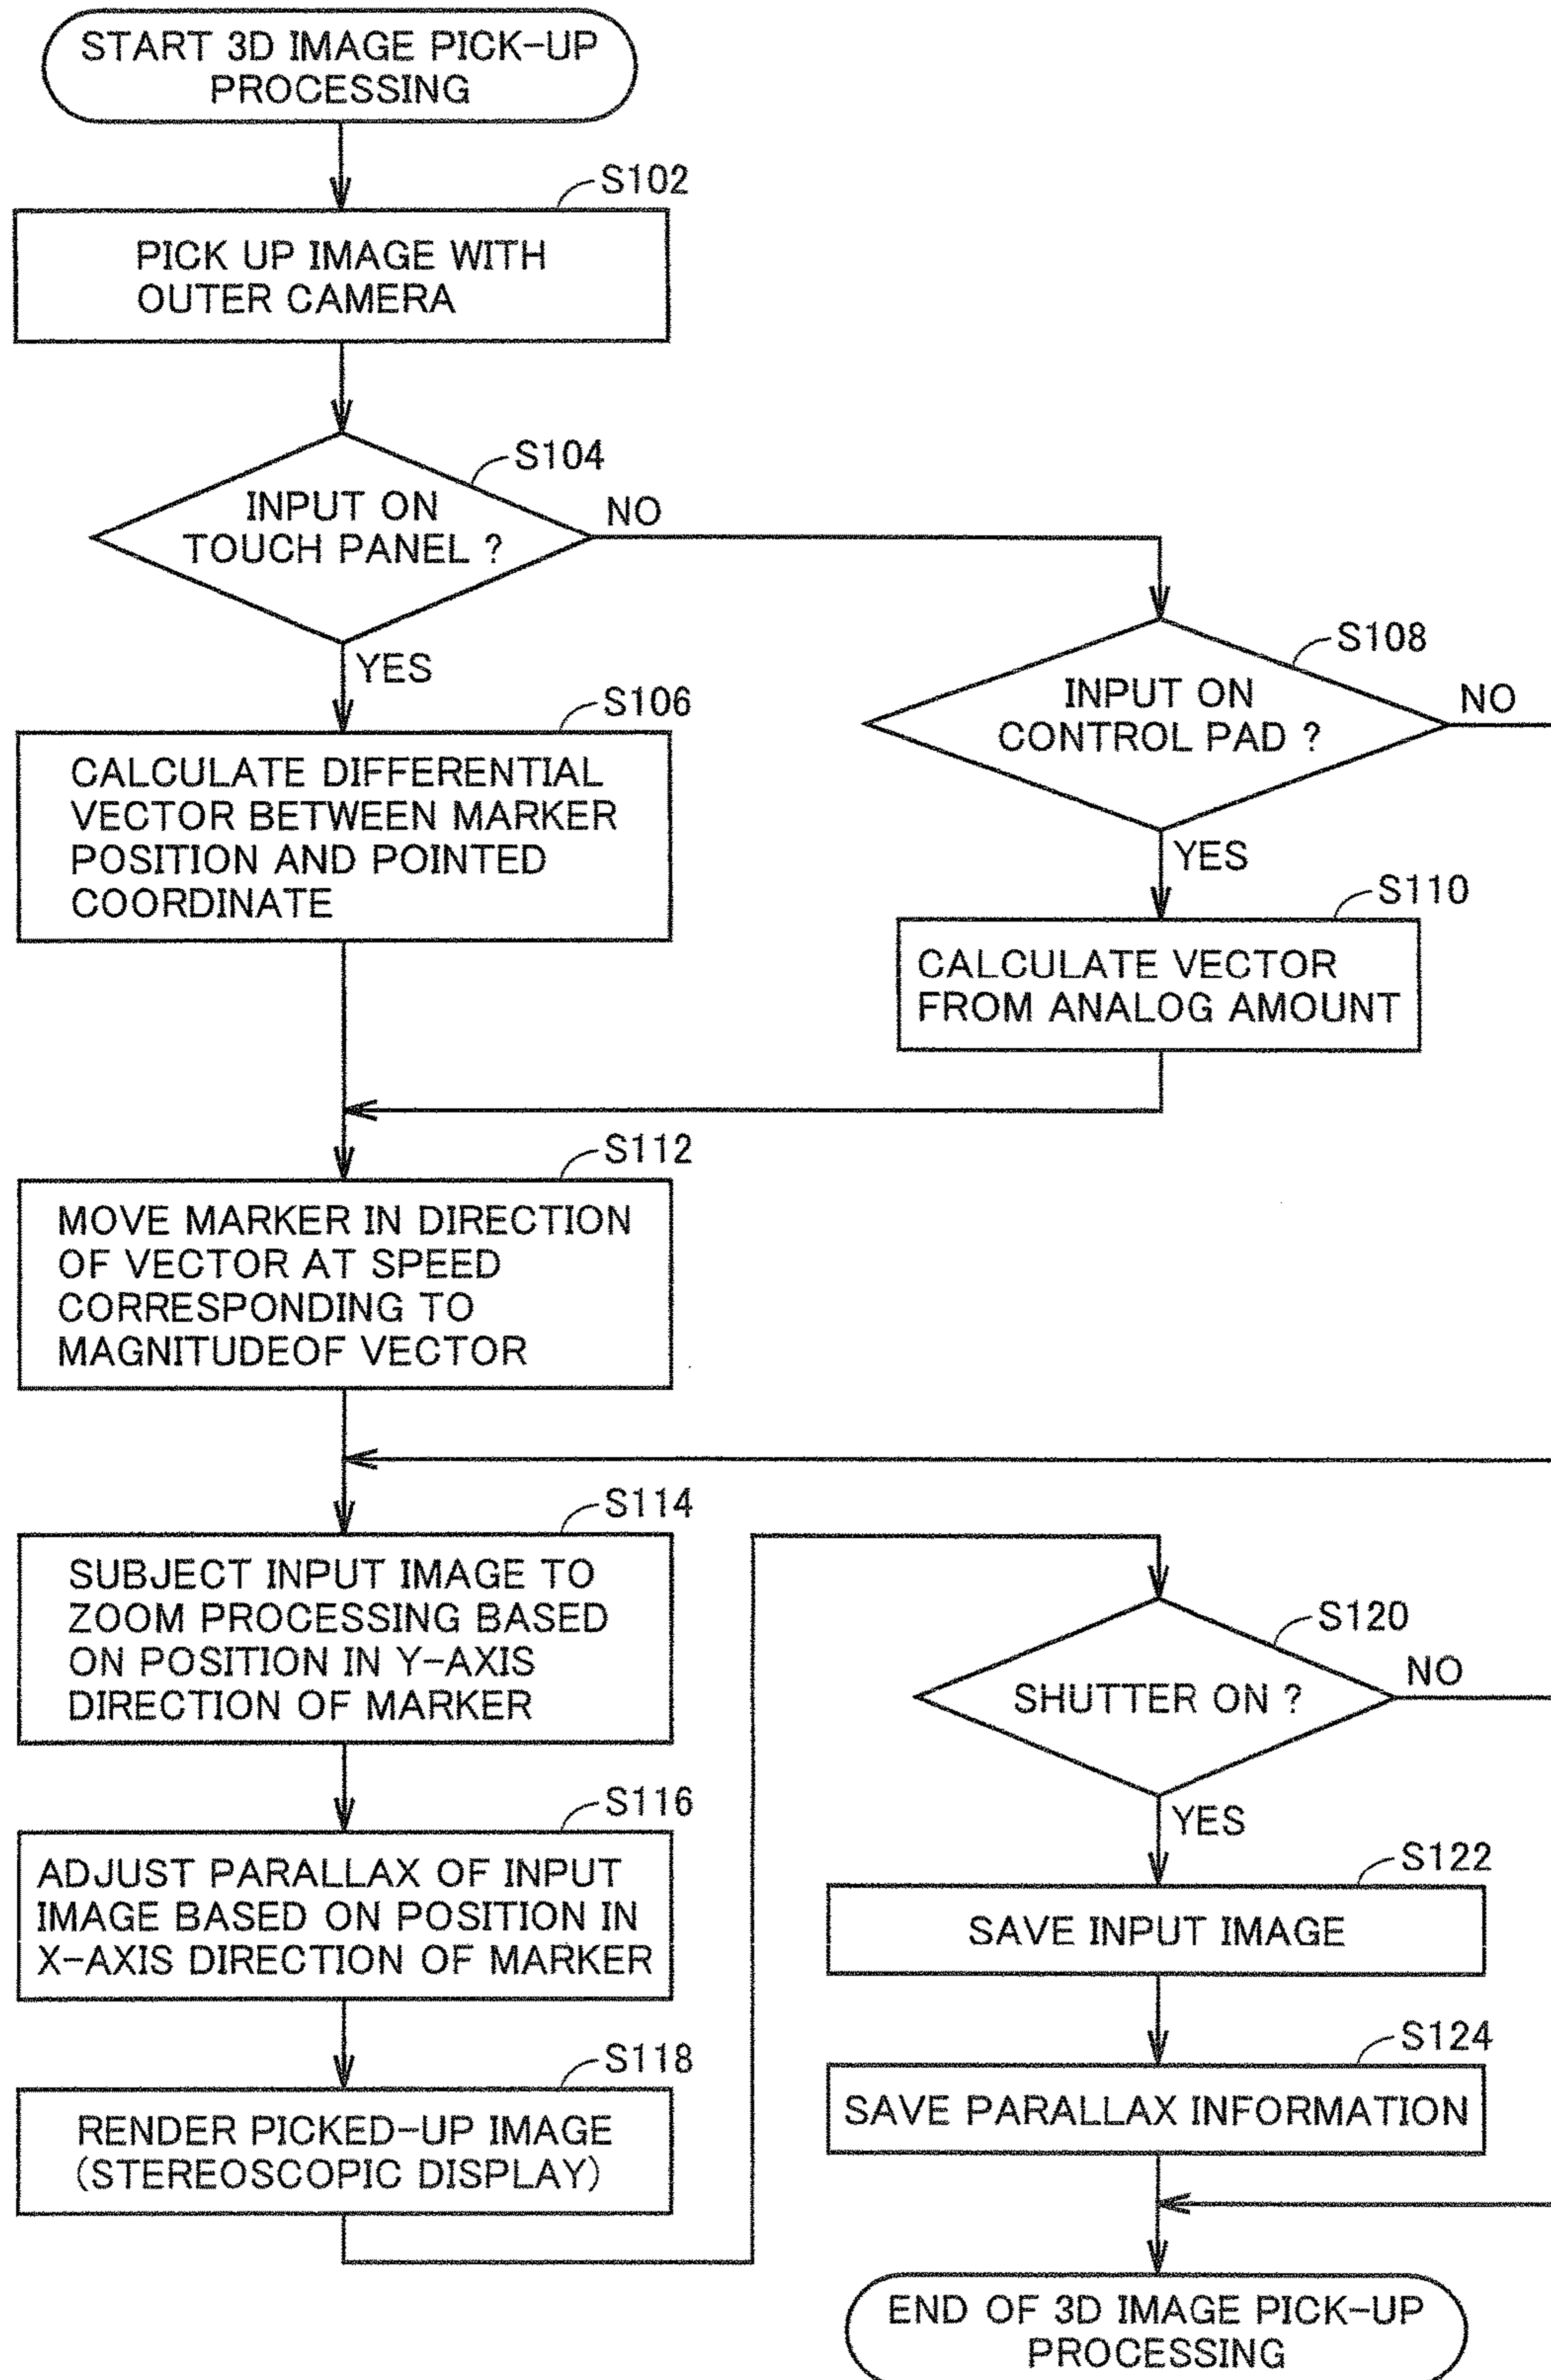 START 3D IMAGE PICK-UP
PROCESSING
S102
PICK UP IMAGE WITH
OUTER CAMERA
S104
INPUT ON
TOUCH PANEL ?
NO
YES
S106
CALCULATE DIFFERENTIAL
VECTOR BETWEEN MARKER
POSITION AND POINTED
COORDINATE
S108
INPUT ON
CONTROL PAD ?
NO
YES
S110
CALCULATE VECTOR
FROM ANALOG AMOUNT
S112
MOVE MARKER IN DIRECTION
OF VECTOR AT SPEED
CORRESPONDING TO
MAGNITUDEOF VECTOR
S114
SUBJECT INPUT IMAGE TO
ZOOM PROCESSING BASED
ON POSITION IN Y-AXIS
DIRECTION OF MARKER
S116
ADJUST PARALLAX OF INPUT
IMAGE BASED ON POSITION IN
X-AXIS DIRECTION OF MARKER
S118
RENDER PICKED-UP IMAGE
(STEREOSCOPIC DISPLAY)
S120
SHUTTER ON ?
NO
YES
S122
SAVE INPUT IMAGE
S124
SAVE PARALLAX INFORMATION
END OF 3D IMAGE PICK-UP
PROCESSING